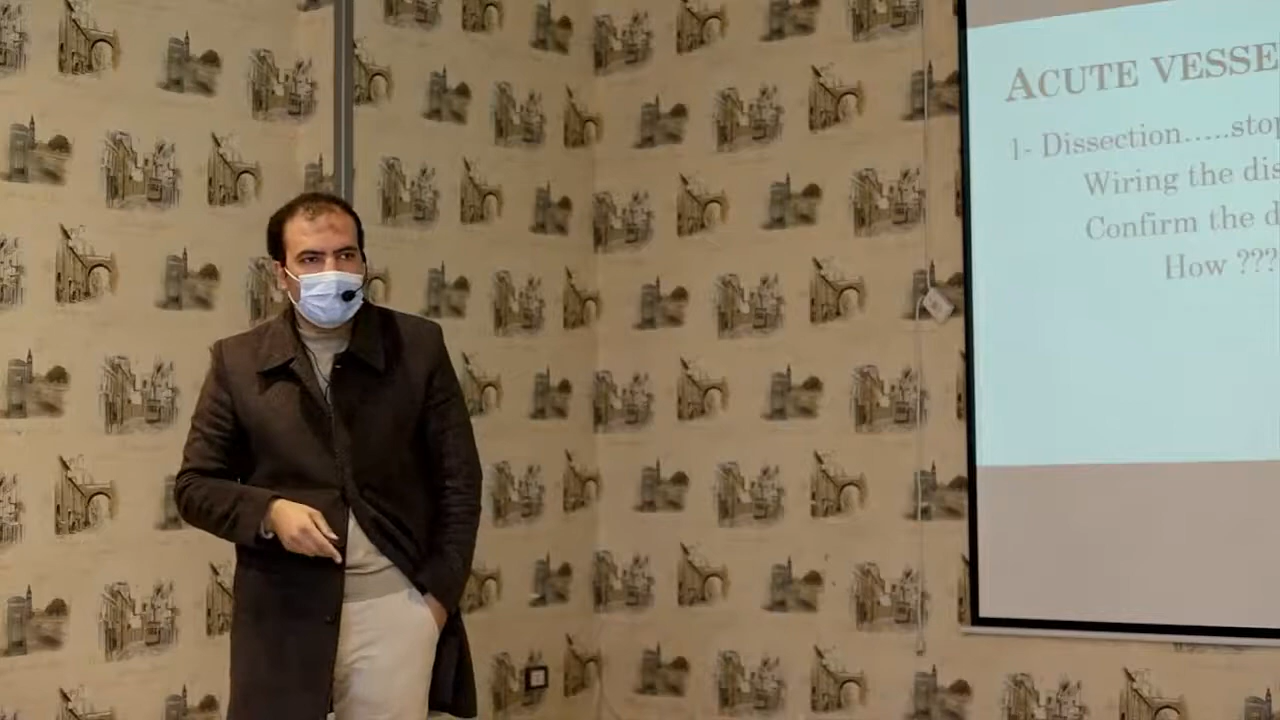 ACUTE VESSE
1- Dissection.....stop
Wiring the dis
Confirm the d
How ???